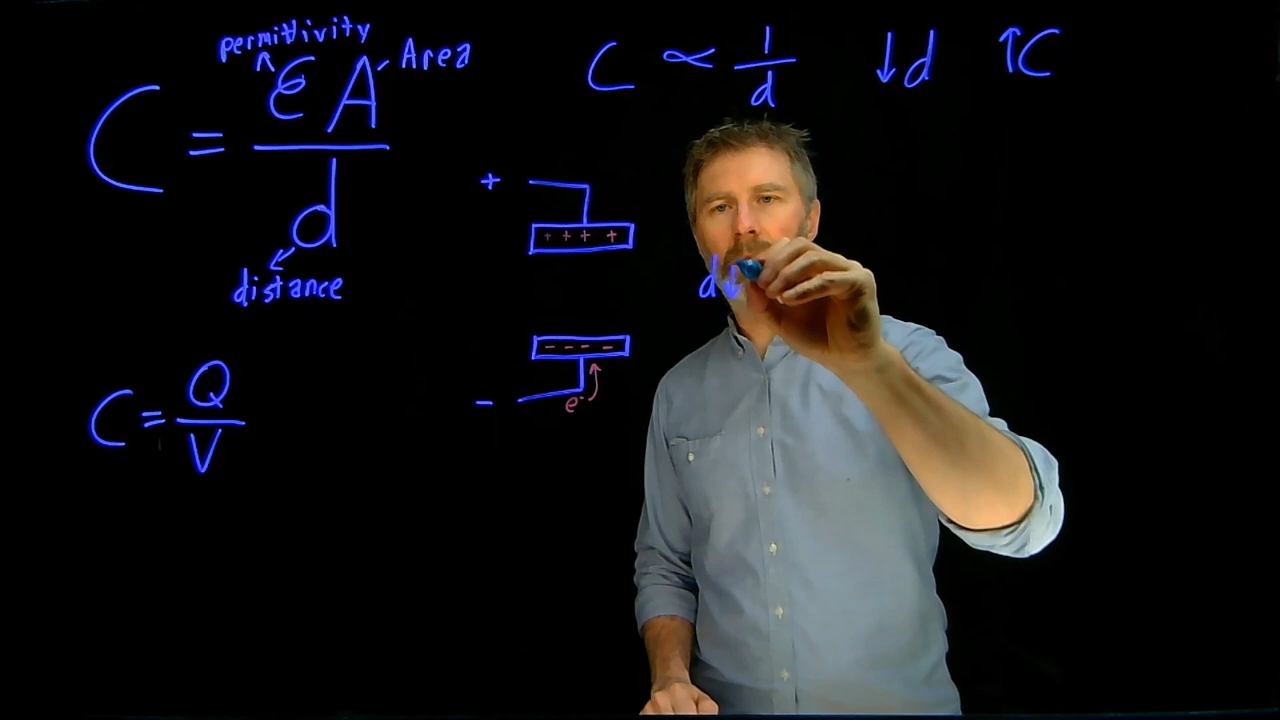 permittivity
Area
C = ϵA / d
distance
C = Q / V
C ∝ 1 / d ↓d ↑C
+
+ + + +
d↓
- - - -
-
e-